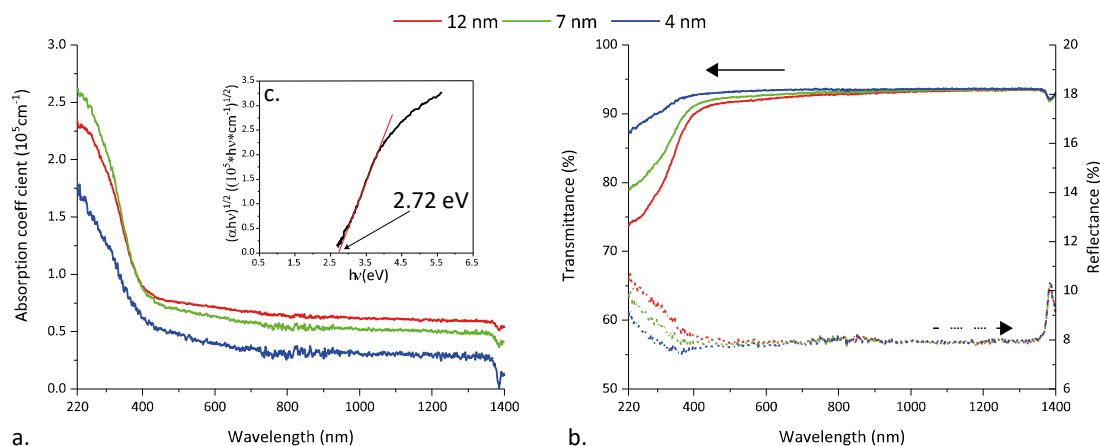 12 nm 7 nm 4 nm
3.0
2.5
2.0
1.5
1.0
0.5
0.0
Absorption coeff cient (10⁵cm⁻¹)
220 400 600 800 1000 1200 1400
Wavelength (nm)
a.
c.
3.5
3.0
2.5
2.0
1.5
1.0
0.5
0.0
(αhν)^1/2 ((10⁵*hν*cm⁻¹)^1/2)
2.72 eV
0.5 1.5 2.5 3.5 4.5 5.5 6.5
hν(eV)
100
95
90
85
80
75
70
65
60
55
50
Transmittance (%)
20
18
16
14
12
10
8
6
Reflectance (%)
220 400 600 800 1000 1200 1400
Wavelength (nm)
b.